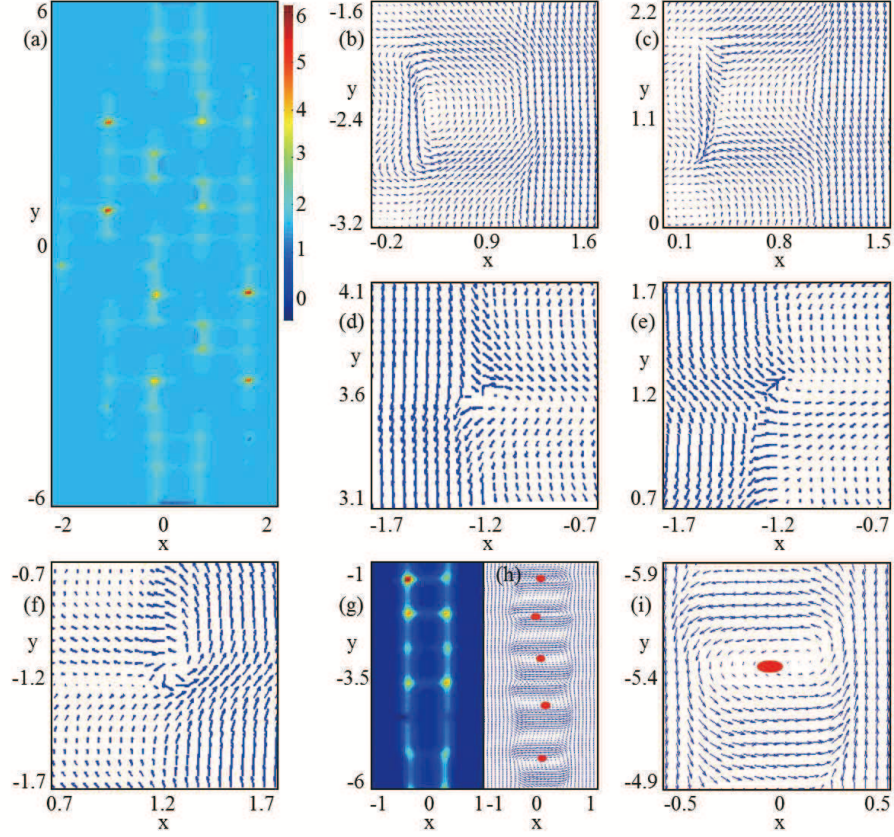 (a)
6
y
0
-6
-2 0 2
x
6
5
4
3
2
1
0
(b)
-1.6
y
-2.4
-3.2
-0.2 0.9 1.6
x
(c)
2.2
y
1.1
0
0.1 0.8 1.5
x
(d)
4.1
y
3.6
3.1
-1.7 -1.2 -0.7
x
(e)
1.7
y
1.2
0.7
-1.7 -1.2 -0.6
x
(f)
-0.7
y
-1.2
-1.7
0.7 1.2 1.7
x
(g)
-1
y
-3.5
-6
-1 0 1
x
(h)
-1 0 1
x
(i)
-5.9
y
-5.4
-4.9
-0.5 0 0.5
x